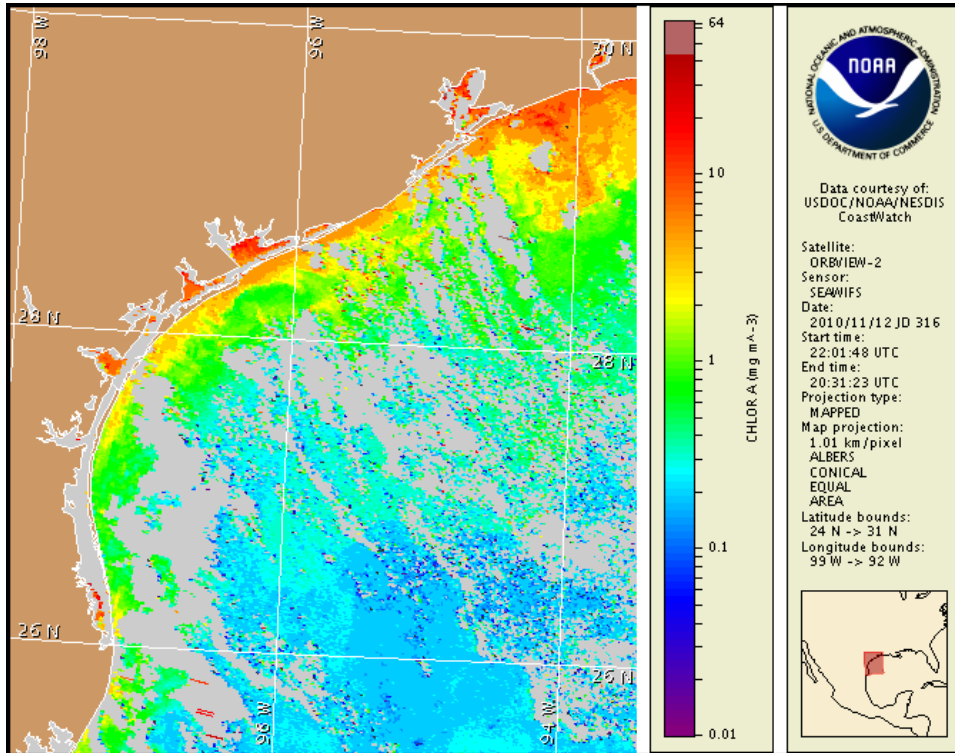 98 W
96 W
94 W
30 N
28 N
28 N
26 N
26 N
96 W
94 W
64
10
1
0.1
0.01
CHLOR A (mg m^-3)
NATIONAL OCEANIC AND ATMOSPHERIC ADMINISTRATION
NOAA
U.S. DEPARTMENT OF COMMERCE
Data courtesy of:
USDOC/NOAA/NESDIS
CoastWatch
Satellite:
ORBVIEW-2
Sensor:
SEAWIFS
Date:
2010/11/12 JD 316
Start time:
22:01:48 UTC
End time:
20:31:23 UTC
Projection type:
MAPPED
Map projection:
1.01 km/pixel
ALBERS
CONICAL
EQUAL
AREA
Latitude bounds:
24 N -> 31 N
Longitude bounds:
99 W -> 92 W